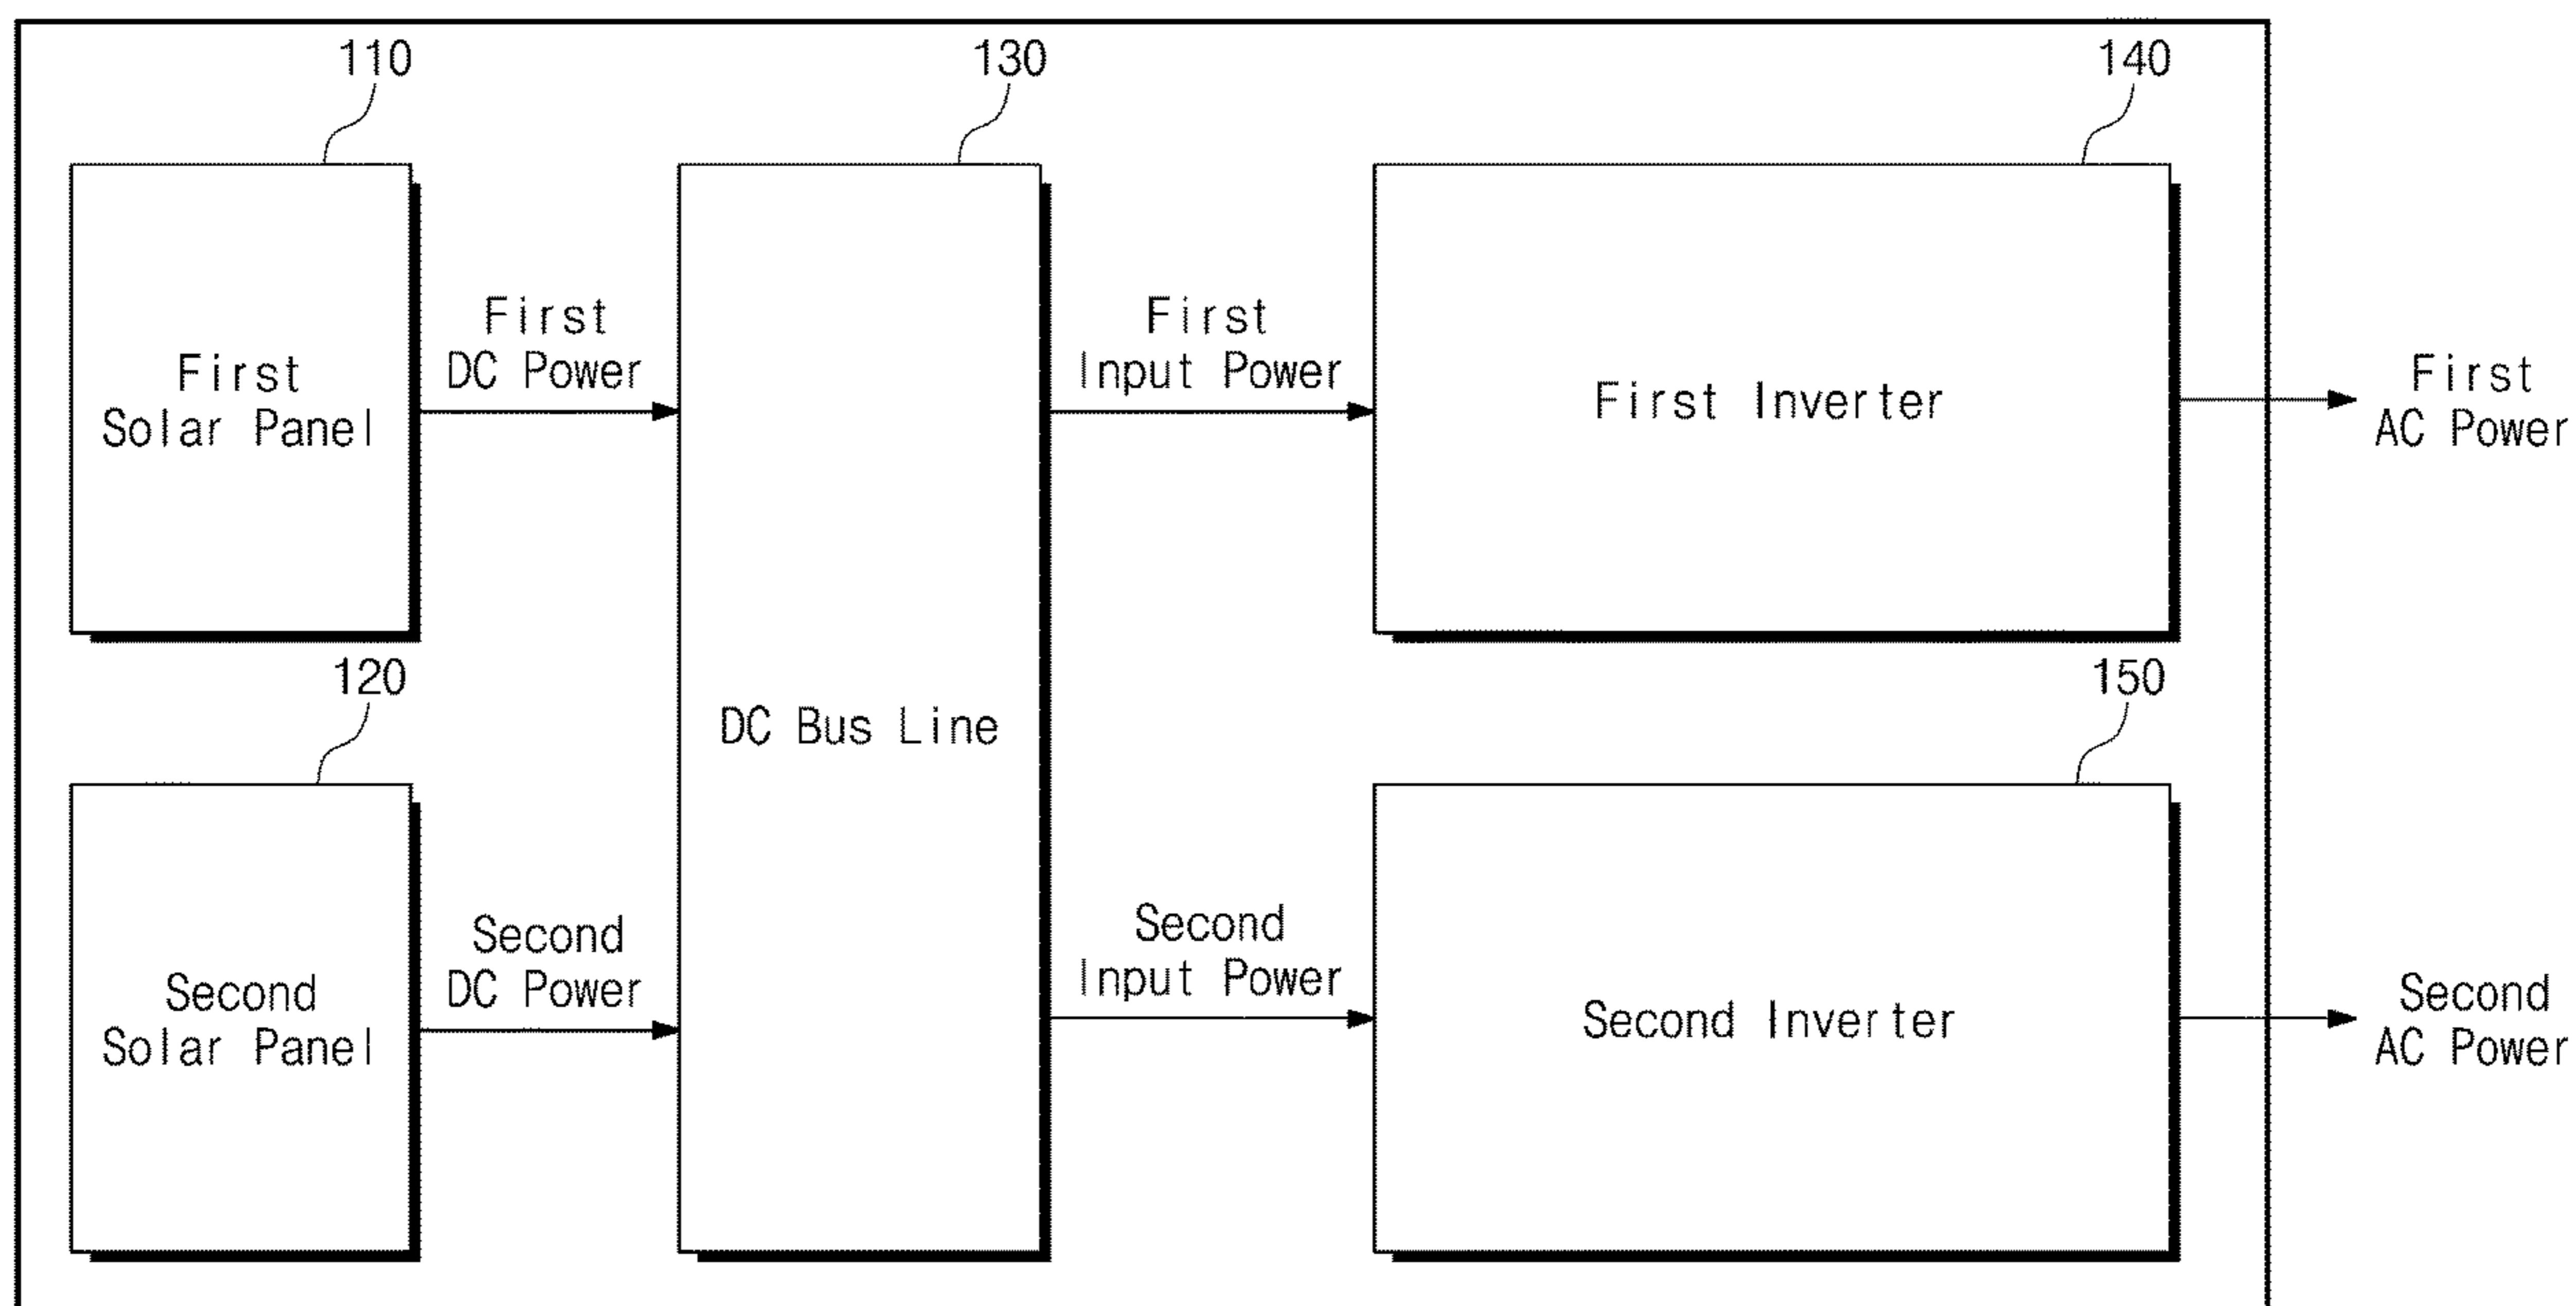 110
130
140
First
Solar Panel
First
DC Power
First
Input Power
First Inverter
First
AC Power
120
150
DC Bus Line
Second
Solar Panel
Second
DC Power
Second
Input Power
Second Inverter
Second
AC Power